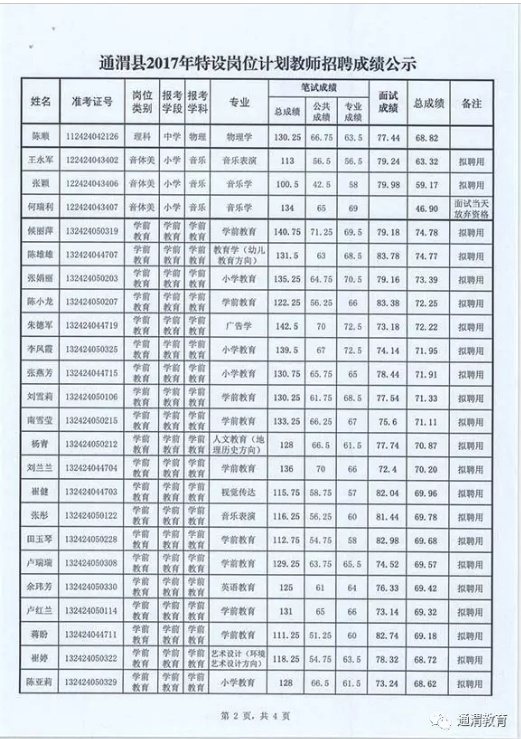 通渭县2017年特设岗位计划教师招聘成绩公示
姓名 准考证号 岗位类别 报考学段 报考学科 专业 笔试成绩 面试成绩 总成绩 备注
总成绩 公共成绩 专业成绩
陈顺 112424042126 理科 中学 物理 物理学 130.25 66.75 63.5 77.44 68.82
王永军 122424043402 音体美 小学 音乐 音乐表演 113 56.5 56.5 79.24 63.32 拟聘用
张颖 122424043406 音体美 小学 音乐 音乐学 100.5 42.5 58 79.98 59.17 拟聘用
何瑞利 122424043407 音体美 小学 音乐 音乐学 134 65 69 46.90 面试当天放弃资格
候丽萍 132424050319 学前教育 学前教育 学前教育 学前教育 140.75 71.25 69.5 79.18 74.78 拟聘用
陈雄雄 132424044707 学前教育 学前教育 学前教育 教育学（幼儿教育方向） 131.5 63 68.5 83.78 74.77 拟聘用
张娟丽 132424050203 学前教育 学前教育 学前教育 小学教育 135.25 64.75 70.5 79.16 73.39 拟聘用
陈小龙 132424050207 学前教育 学前教育 学前教育 学前教育 122.25 56.25 66 83.38 72.25 拟聘用
朱德军 132424044719 学前教育 学前教育 学前教育 广告学 142.5 70 72.5 73.18 72.22 拟聘用
李风霞 132424050325 学前教育 学前教育 学前教育 小学教育 139.5 67 72.5 74.14 71.95 拟聘用
张燕芳 132424044715 学前教育 学前教育 学前教育 小学教育 130.75 65.75 65 78.44 71.91 拟聘用
刘雪莉 132424050106 学前教育 学前教育 学前教育 学前教育 130.25 61.75 68.5 77.54 71.33 拟聘用
南雪莹 132424050215 学前教育 学前教育 学前教育 学前教育 133.25 66.25 67 75.6 71.11 拟聘用
杨青 132424050212 学前教育 学前教育 学前教育 人文教育（地理历史方向） 128 66.5 61.5 77.74 70.87 拟聘用
刘兰兰 132424044704 学前教育 学前教育 学前教育 学前教育 136 70 66 72.4 70.20 拟聘用
崔健 132424044703 学前教育 学前教育 学前教育 视觉传达 115.75 58.75 57 82.04 69.96 拟聘用
张彤 132424050122 学前教育 学前教育 学前教育 音乐表演 116.25 56.25 60 81.44 69.78 拟聘用
田玉琴 132424050228 学前教育 学前教育 学前教育 学前教育 112.75 54.75 58 82.98 69.68 拟聘用
卢瑞瑞 132424050308 学前教育 学前教育 学前教育 学前教育 129.25 63.75 65.5 74.52 69.57 拟聘用
余玮芳 132424050330 学前教育 学前教育 学前教育 英语教育 125 61 64 76.33 69.42 拟聘用
卢红兰 132424050114 学前教育 学前教育 学前教育 学前教育 131 65 66 73.14 69.32 拟聘用
蒋盼 132424044711 学前教育 学前教育 学前教育 学前教育 111.25 51.25 60 82.74 69.18 拟聘用
崔婷 132424050322 学前教育 学前教育 学前教育 艺术设计（环境艺术设计方向） 118.25 54.75 63.5 78.32 68.72 拟聘用
陈亚莉 132424050329 学前教育 学前教育 学前教育 小学教育 128 66.5 61.5 73.24 68.62 拟聘用
第 2 页，共 4 页
通渭教育